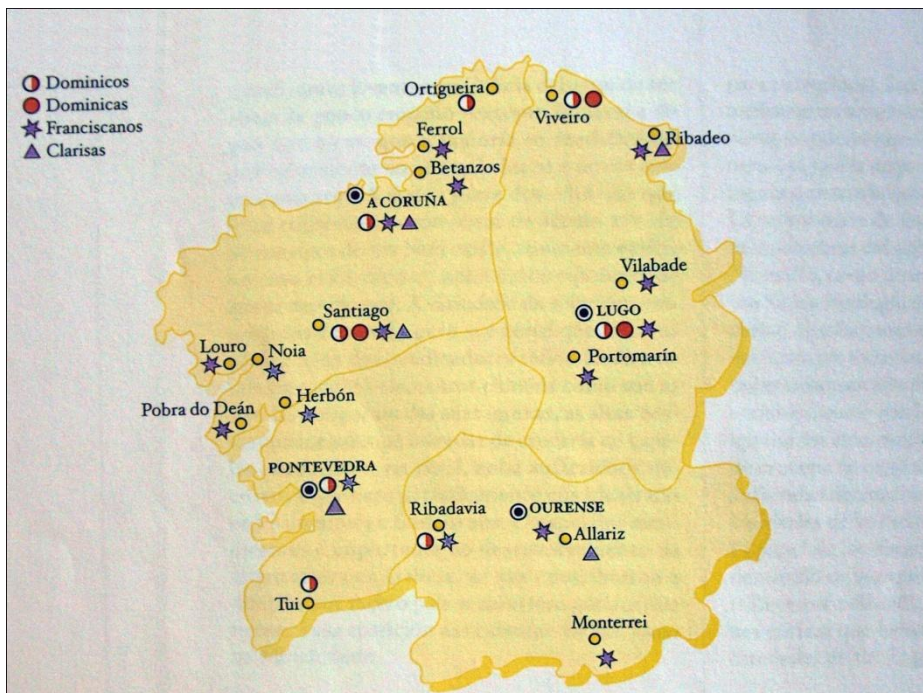 Dominicos
Dominicas
Franciscanos
Clarisas
Ortigueira
Viveiro
Ferrol
Ribadeo
Betanzos
A CORUÑA
Vilabade
Santiago
LUGO
Louro
Noia
Portomarín
Herbón
Pobra do Deán
PONTEVEDRA
Ribadavia
OURENSE
Allariz
Tui
Monterrei